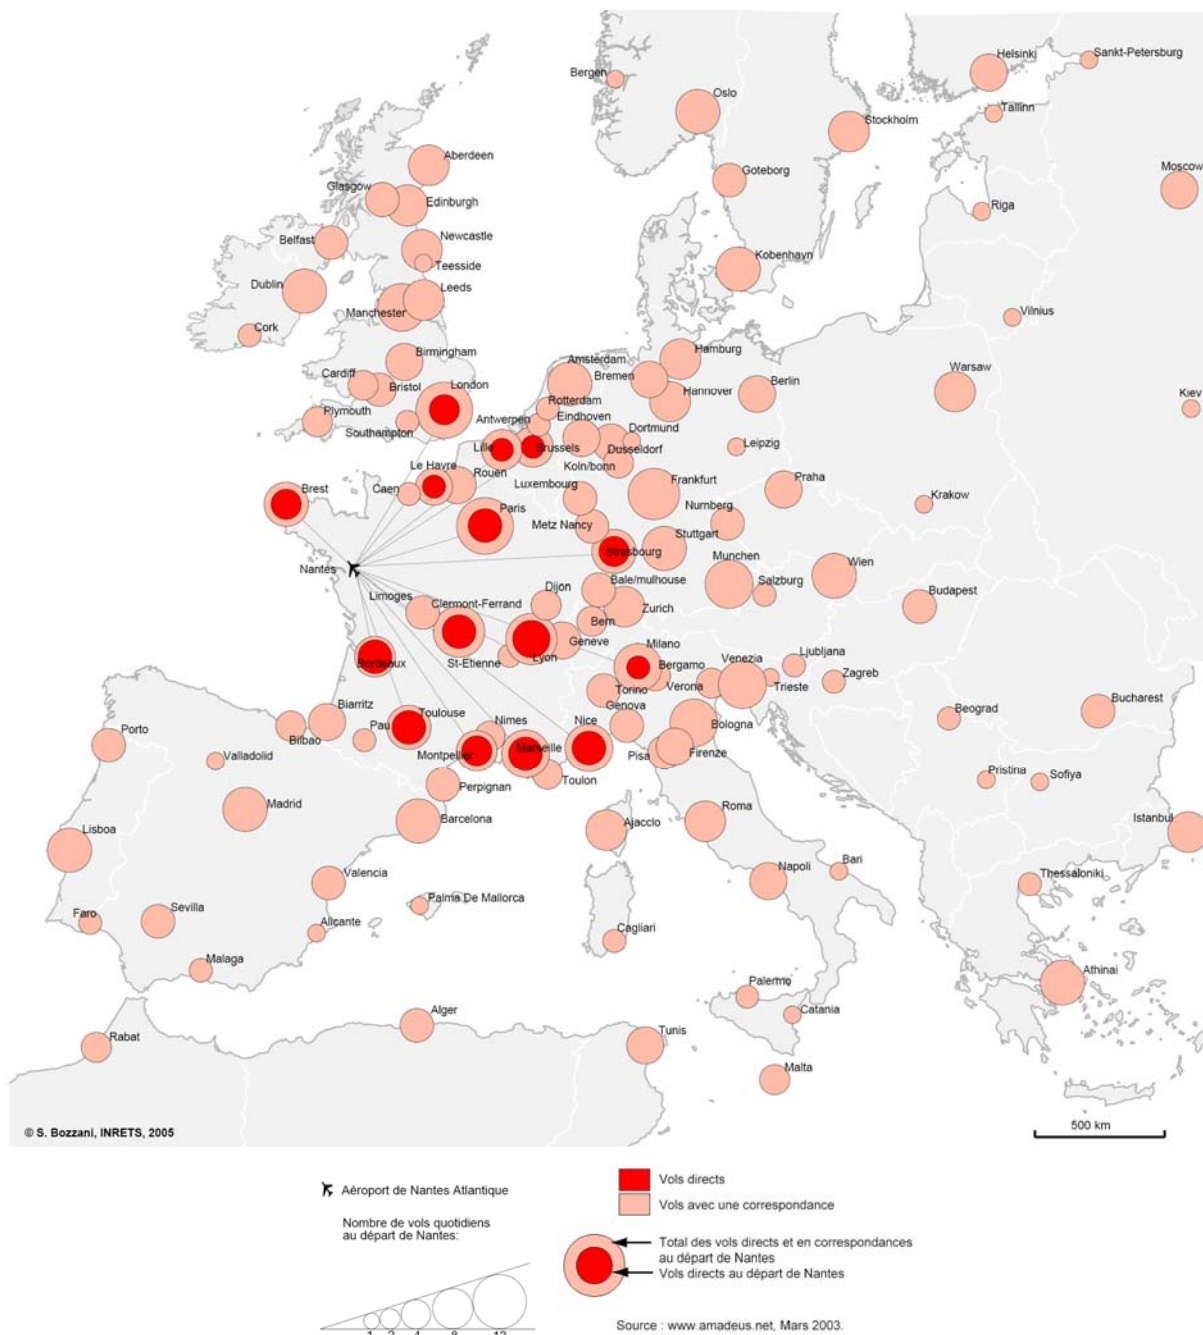 Helsinki
Sankt-Petersburg
Bergen
Oslo
Tallinn
Stockholm
Aberdeen
Moscow
Goteborg
Glasgow
Edinburgh
Riga
Belfast
Newcastle
Kobenhavn
Teesside
Dublin
Leeds
Manchester
Vilnius
Cork
Birmingham
Hamburg
Amsterdam
Warsaw
Cardiff
Bremen
Berlin
Bristol
London
Hannover
Kiev
Rotterdam
Plymouth
Antwerpen
Eindhoven
Southampton
Dortmund
Lille
Brussels
Dusseldorf
Leipzig
Le Havre
Koln/bonn
Rouen
Luxembourg
Frankfurt
Praha
Brest
Caen
Krakow
Paris
Nurnberg
Metz Nancy
Stuttgart
Strasbourg
Munchen
Wien
Nantes
Bale/mulhouse
Salzburg
Dijon
Budapest
Limoges
Clermont-Ferrand
Zurich
Bern
Geneve
Milano
St-Etienne
Lyon
Venezia
Ljubljana
Bordeaux
Bergamo
Zagreb
Verona
Trieste
Torino
Bucharest
Genova
Biarritz
Toulouse
Beograd
Porto
Nimes
Nice
Bologna
Pau
Bilbao
Marseille
Montpellier
Pisa
Firenze
Valladolid
Pristina
Sofiya
Toulon
Perpignan
Madrid
Roma
Istanbul
Barcelona
Ajaccio
Lisboa
Bari
Valencia
Napoli
Thessaloniki
Palma De Mallorca
Sevilla
Faro
Alicante
Cagliari
Malaga
Athinai
Palermo
Alger
Catania
Rabat
Tunis
Malta
© S. Bozzani, INRETS, 2005
500 km
Aéroport de Nantes Atlantique
Nombre de vols quotidiens
au départ de Nantes:
1 2 4 8 12
Vols directs
Vols avec une correspondance
Total des vols directs et en correspondances
au départ de Nantes
Vols directs au départ de Nantes
Source : www.amadeus.net, Mars 2003.